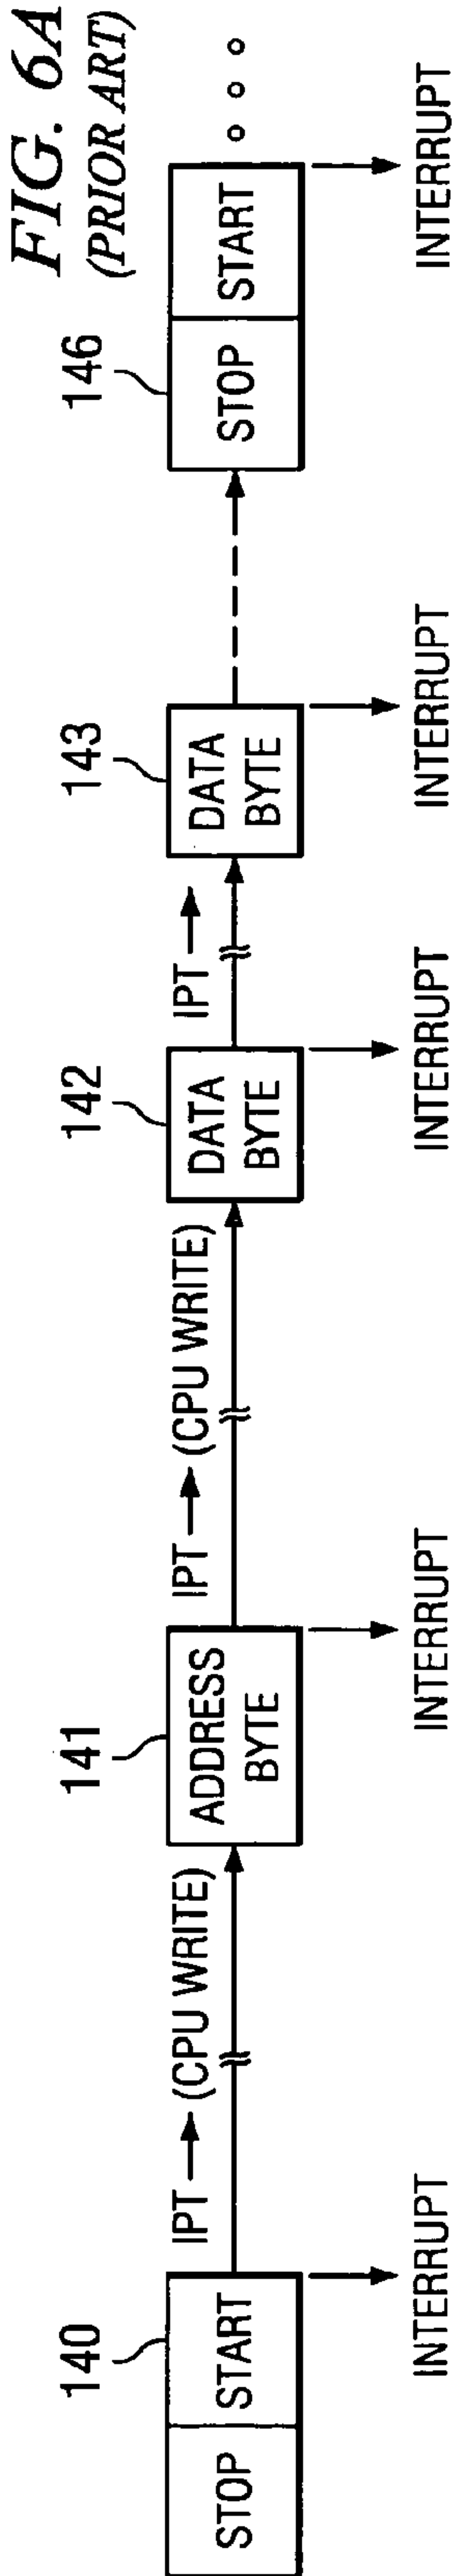 FIG. 6A
(PRIOR ART)
140
STOP START
INTERRUPT
IPT (CPU WRITE)
141
ADDRESS
BYTE
INTERRUPT
IPT (CPU WRITE)
142
DATA
BYTE
INTERRUPT
IPT
143
DATA
BYTE
INTERRUPT
146
STOP START
INTERRUPT